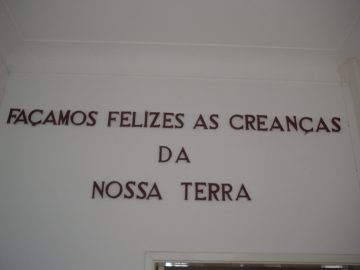 FAÇAMOS FELIZES AS CREANÇAS
DA
NOSSA TERRA